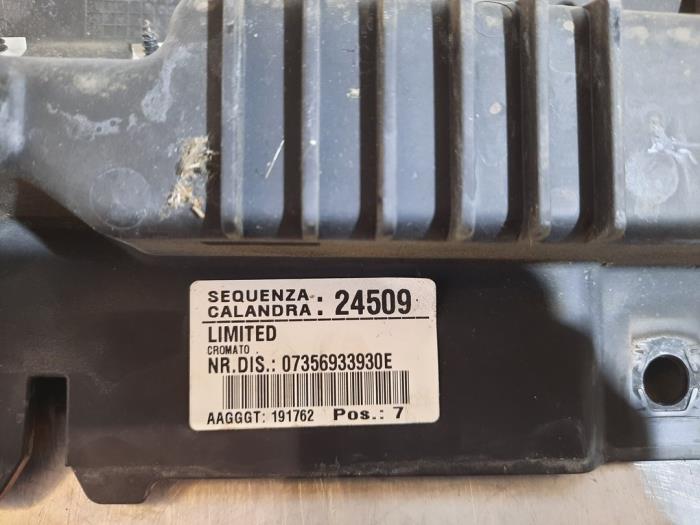 SEQUENZA
CALANDRA : 24509
LIMITED
CROMATO .
NR.DIS.: 07356933930E
AAGGGT: 191762 Pos.: 7